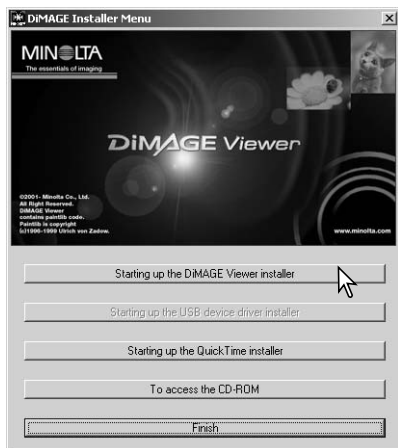 DiMAGE Installer Menu
MINOLTA
The essentials of imaging
DiMAGE Viewer
©2001- Minolta Co., Ltd.
All Right Reserved.
DiMAGE Viewer
contains paintlib code.
Paintlib is copyright
(c)1996-1999 Ulrich von Zadow.
www.minolta.com
Starting up the DiMAGE Viewer installer
Starting up the USB device driver installer
Starting up the QuickTime installer
To access the CD-ROM
Finish